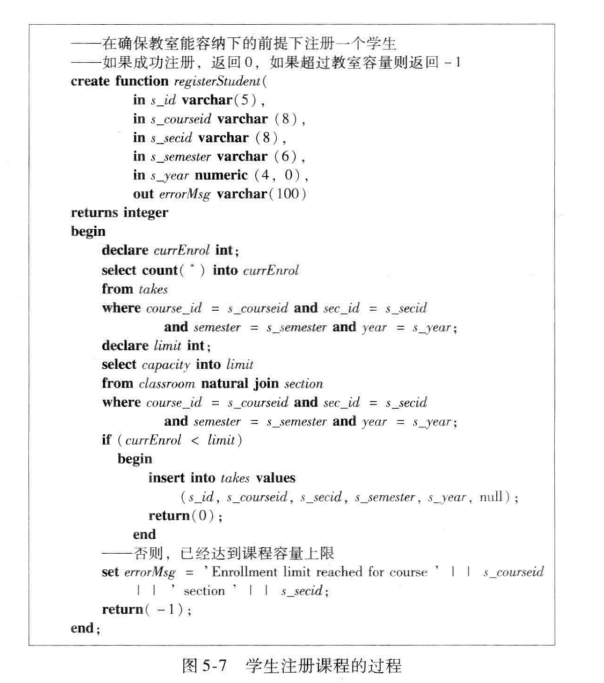 ——在确保教室能容纳下的前提下注册一个学生
——如果成功注册，返回0，如果超过教室容量则返回-1
create function registerStudent(
in s_id varchar(5),
in s_courseid varchar (8),
in s_secid varchar (8),
in s_semester varchar (6),
in s_year numeric (4, 0),
out errorMsg varchar(100)
returns integer
begin
declare currEnrol int;
select count( * ) into currEnrol
from takes
where course_id = s_courseid and sec_id = s_secid
and semester = s_semester and year = s_year;
declare limit int;
select capacity into limit
from classroom natural join section
where course_id = s_courseid and sec_id = s_secid
and semester = s_semester and year = s_year;
if (currEnrol < limit)
begin
insert into takes values
(s_id, s_courseid, s_secid, s_semester, s_year, null);
return(0);
end
——否则，已经达到课程容量上限
set errorMsg = 'Enrollment limit reached for course ' | | s_courseid
| | ' section ' | | s_secid;
return( -1);
end;
图 5-7 学生注册课程的过程